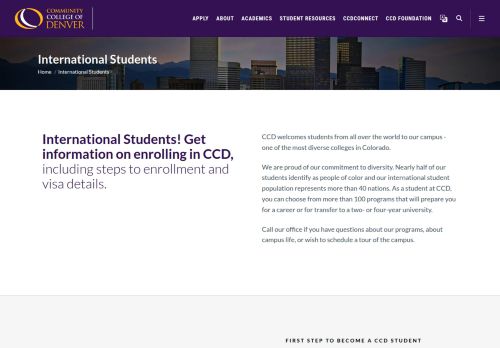 COMMUNITY
COLLEGE OF
DENVER
APPLY ABOUT ACADEMICS STUDENT RESOURCES CCDCONNECT CCD FOUNDATION
International Students
Home / International Students
International Students! Get
information on enrolling in CCD,
including steps to enrollment and
visa details.
CCD welcomes students from all over the world to our campus -
one of the most diverse colleges in Colorado.
We are proud of our commitment to diversity. Nearly half of our
students identify as people of color and our international student
population represents more than 40 nations. As a student at CCD,
you can choose from more than 100 programs that will prepare you
for a career or for transfer to a two- or four-year university.
Call our office if you have questions about our programs, about
campus life, or wish to schedule a tour of the campus.
FIRST STEP TO BECOME A CCD STUDENT